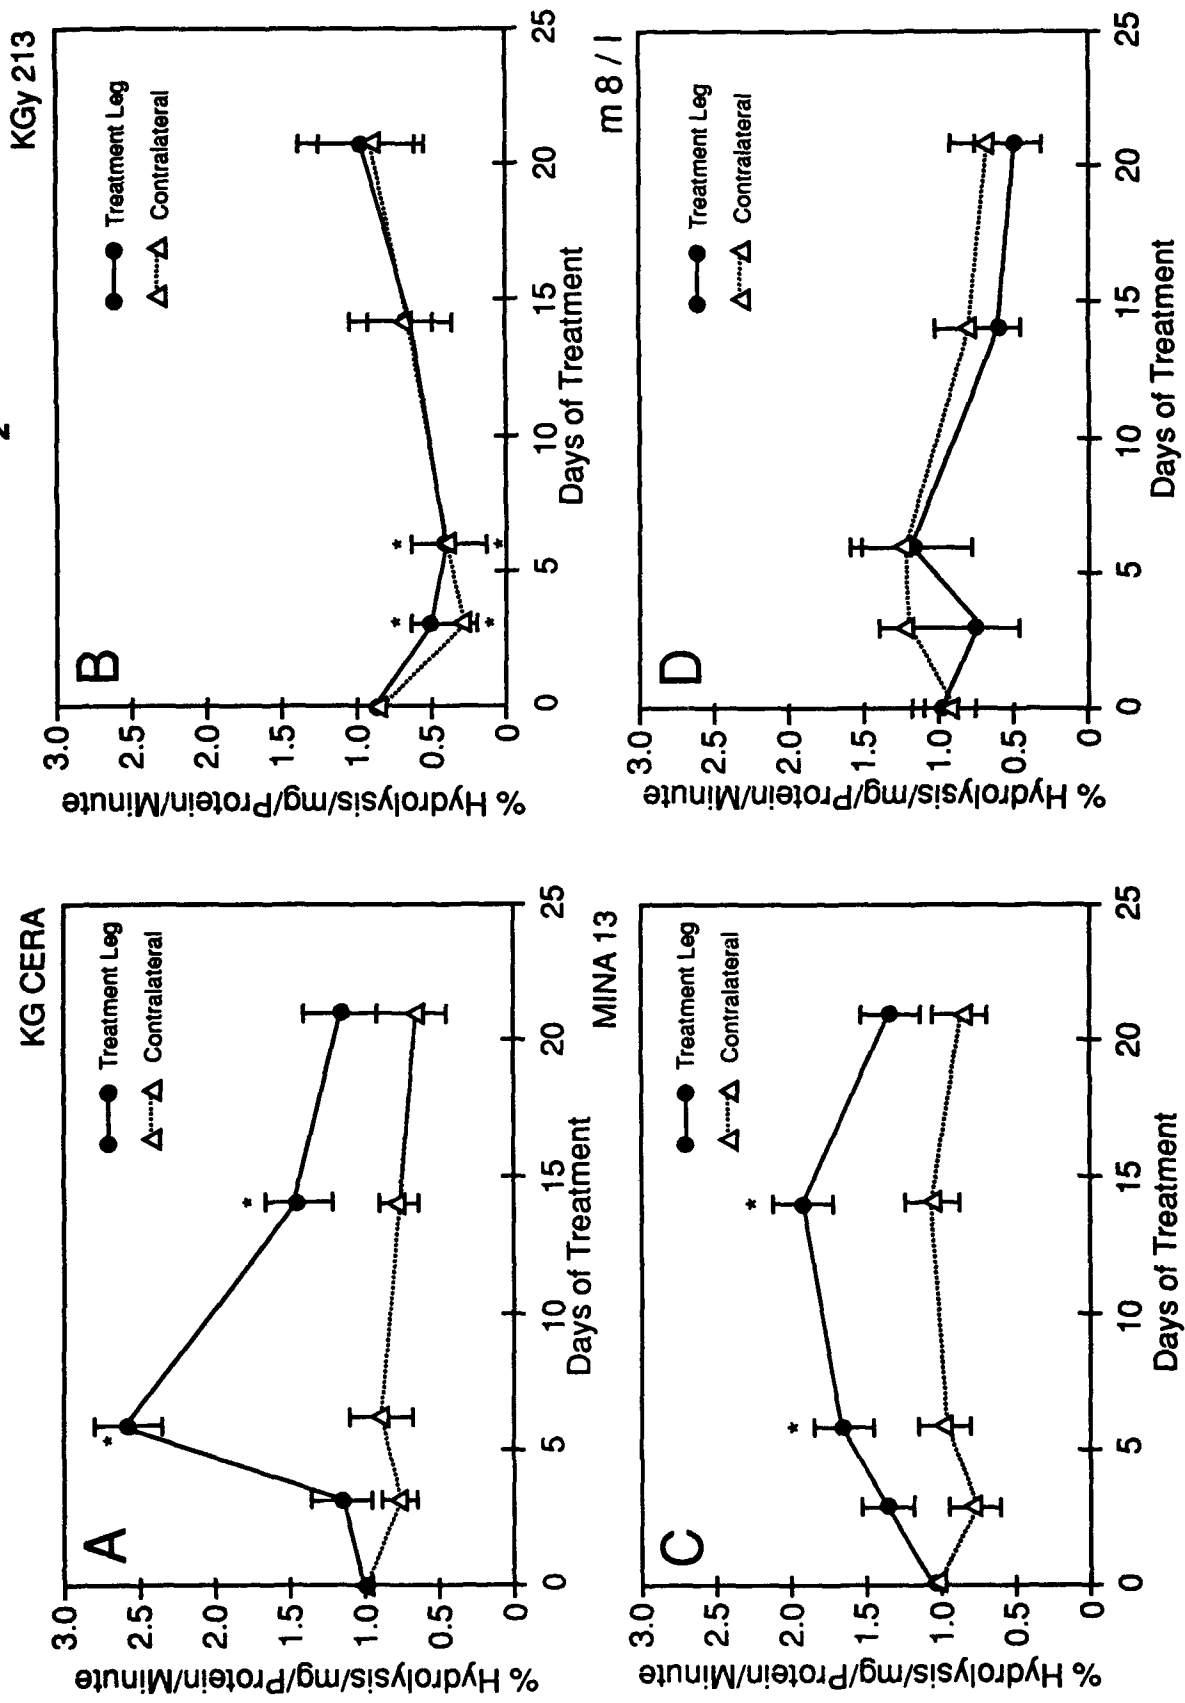 2
KG CERA
A
Treatment Leg
Contralateral
% Hydrolysis/mg/Protein/Minute
3.0
2.5
2.0
1.5
1.0
0.5
0
0 5 10 15 20 25
Days of Treatment
*
*
KGy 213
B
Treatment Leg
Contralateral
% Hydrolysis/mg/Protein/Minute
3.0
2.5
2.0
1.5
1.0
0.5
0
0 5 10 15 20 25
Days of Treatment
* *
* *
MINA 13
C
Treatment Leg
Contralateral
% Hydrolysis/mg/Protein/Minute
3.0
2.5
2.0
1.5
1.0
0.5
0
0 5 10 15 20 25
Days of Treatment
*
*
m 8 / I
D
Treatment Leg
Contralateral
% Hydrolysis/mg/Protein/Minute
3.0
2.5
2.0
1.5
1.0
0.5
0
0 5 10 15 20 25
Days of Treatment